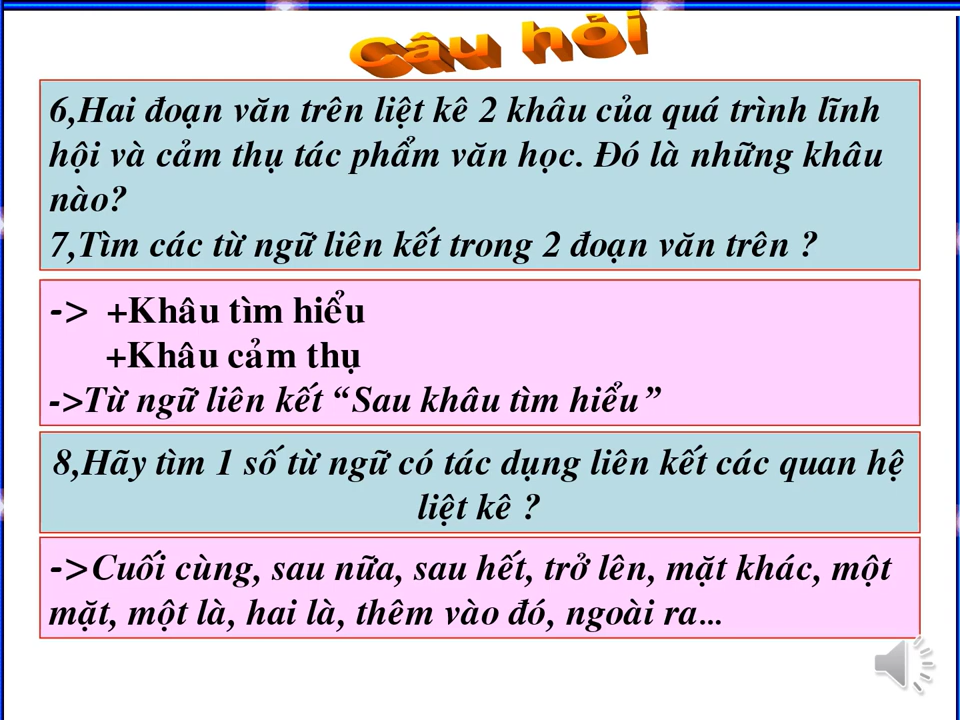 Câu hỏi
6,Hai đoạn văn trên liệt kê 2 khâu của quá trình lĩnh
hội và cảm thụ tác phẩm văn học. Đó là những khâu
nào?
7,Tìm các từ ngữ liên kết trong 2 đoạn văn trên ?
-> +Khâu tìm hiểu
+Khâu cảm thụ
->Từ ngữ liên kết “Sau khâu tìm hiểu”
8,Hãy tìm 1 số từ ngữ có tác dụng liên kết các quan hệ
liệt kê ?
->Cuối cùng, sau nữa, sau hết, trở lên, mặt khác, một
mặt, một là, hai là, thêm vào đó, ngoài ra...